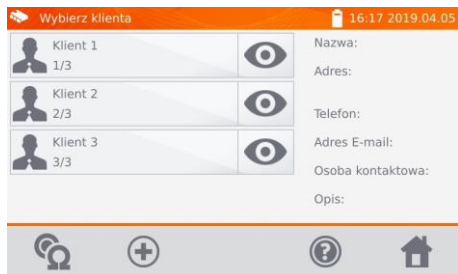 Wybierz klienta
16:17 2019.04.05
Klient 1
1/3
Klient 2
2/3
Klient 3
3/3
Nazwa:
Adres:
Telefon:
Adres E-mail:
Osoba kontaktowa:
Opis: